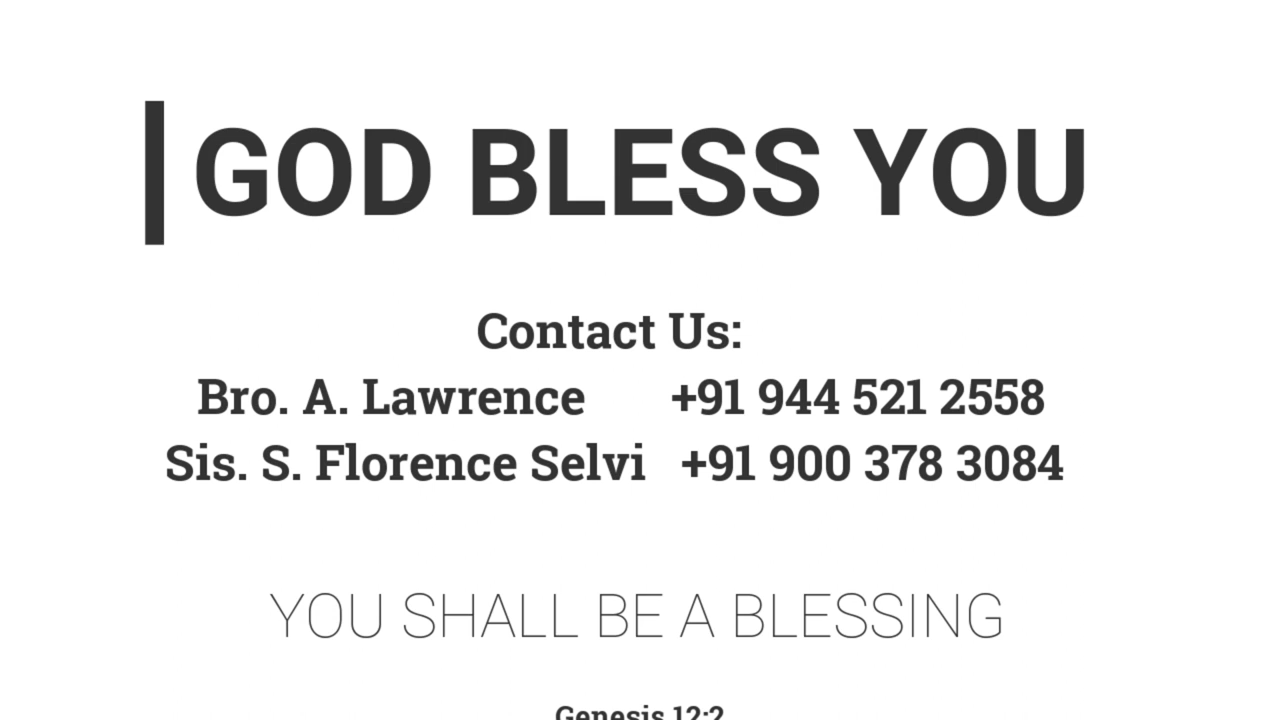 GOD BLESS YOU
Contact Us:
Bro. A. Lawrence +91 944 521 2558
Sis. S. Florence Selvi +91 900 378 3084
YOU SHALL BE A BLESSING
Genesis 12:2